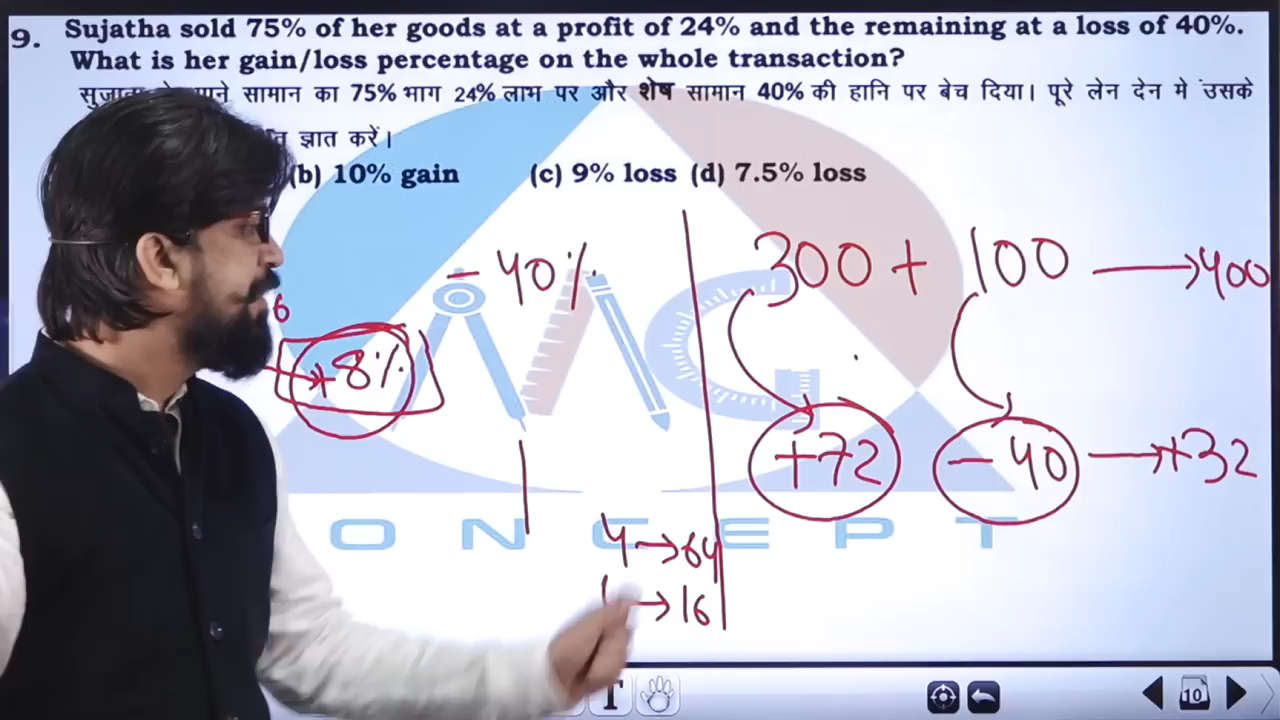 9. Sujatha sold 75% of her goods at a profit of 24% and the remaining at a loss of 40%.
What is her gain/loss percentage on the whole transaction?
सामान का 75% भाग 24% लाभ पर और शेष सामान 40% की हानि पर बेच दिया। पूरे लेन देन मे उसके
ज्ञात करें।
(b) 10% gain (c) 9% loss (d) 7.5% loss
300 + 100 → 400
- 40%
6
+8%
+72 - 40 → +32
ONCEPT
4 → 64
→ 16
T
10